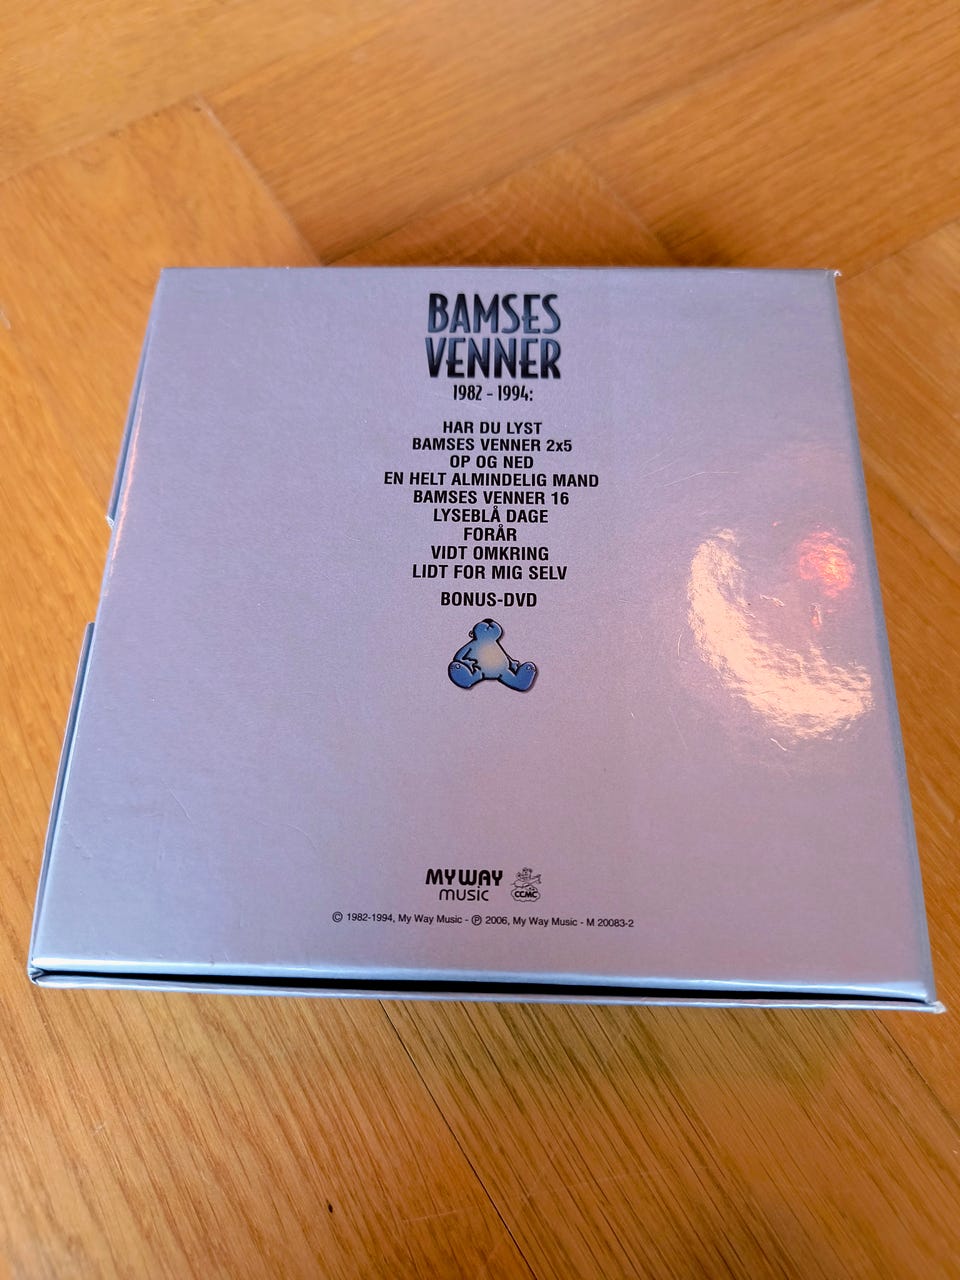 BAMSES
VENNER
1982 - 1994:
HAR DU LYST
BAMSES VENNER 2x5
OP OG NED
EN HELT ALMINDELIG MAND
BAMSES VENNER 16
LYSEBLÅ DAGE
FORÅR
VIDT OMKRING
LIDT FOR MIG SELV
BONUS-DVD
MYWAY
music
CCMC
© 1982-1994, My Way Music - ℗ 2006, My Way Music - M 20083-2